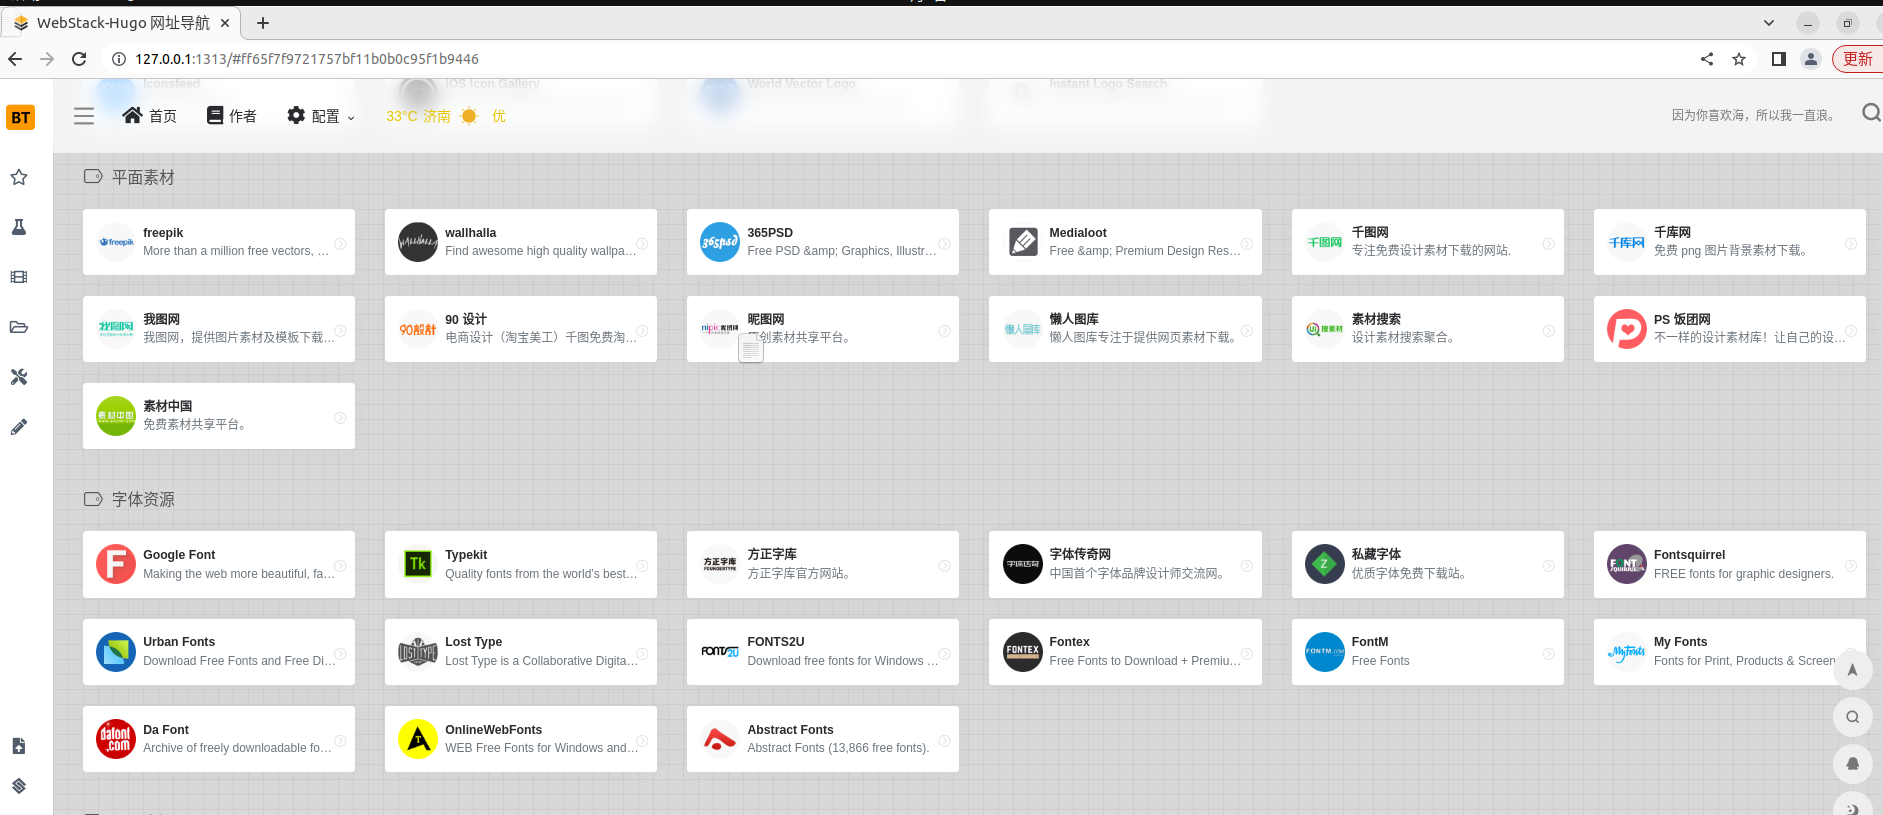 WebStack-Hugo 网址导航
127.0.0.1:1313/#ff65f7f9721757bf11b0b0c95f1b9446
更新
Iconsfeed
iOS Icon Gallery
World Vector Logo
Instant Logo Search
BT
首页
作者
配置
33°C 济南 优
因为你喜欢海，所以我一直浪。
平面素材
freepik
More than a million free vectors, ...
wallhalla
Find awesome high quality wallpa...
365PSD
Free PSD &amp; Graphics, Illustr...
Medialoot
Free &amp; Premium Design Res...
千图网
专注免费设计素材下载的网站.
千库网
免费 png 图片背景素材下载。
我图网
我图网，提供图片素材及模板下载...
90 设计
电商设计（淘宝美工）千图免费淘...
昵图网
原创素材共享平台。
懒人图库
懒人图库专注于提供网页素材下载。
素材搜索
设计素材搜索聚合。
PS 饭团网
不一样的设计素材库！让自己的设...
素材中国
免费素材共享平台。
字体资源
Google Font
Making the web more beautiful, fa...
Typekit
Quality fonts from the world's best...
方正字库
方正字库官方网站。
字体传奇网
中国首个字体品牌设计师交流网。
私藏字体
优质字体免费下载站。
Fontsquirrel
FREE fonts for graphic designers.
Urban Fonts
Download Free Fonts and Free Di...
Lost Type
Lost Type is a Collaborative Digita...
FONTS2U
Download free fonts for Windows ...
Fontex
Free Fonts to Download + Premiu...
FontM
Free Fonts
My Fonts
Fonts for Print, Products & Screen
Da Font
Archive of freely downloadable fo...
OnlineWebFonts
WEB Free Fonts for Windows and...
Abstract Fonts
Abstract Fonts (13,866 free fonts).